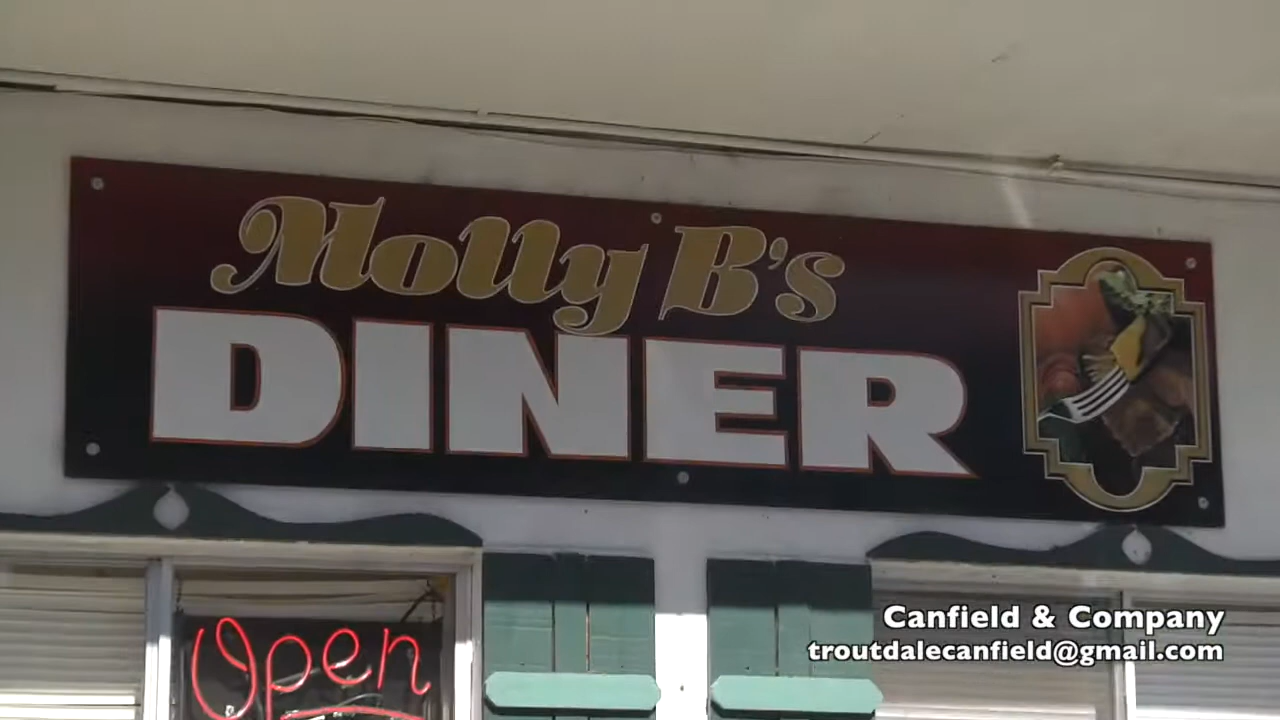 Molly B's
DINER
Open
Canfield & Company
troutdalecanfield@gmail.com